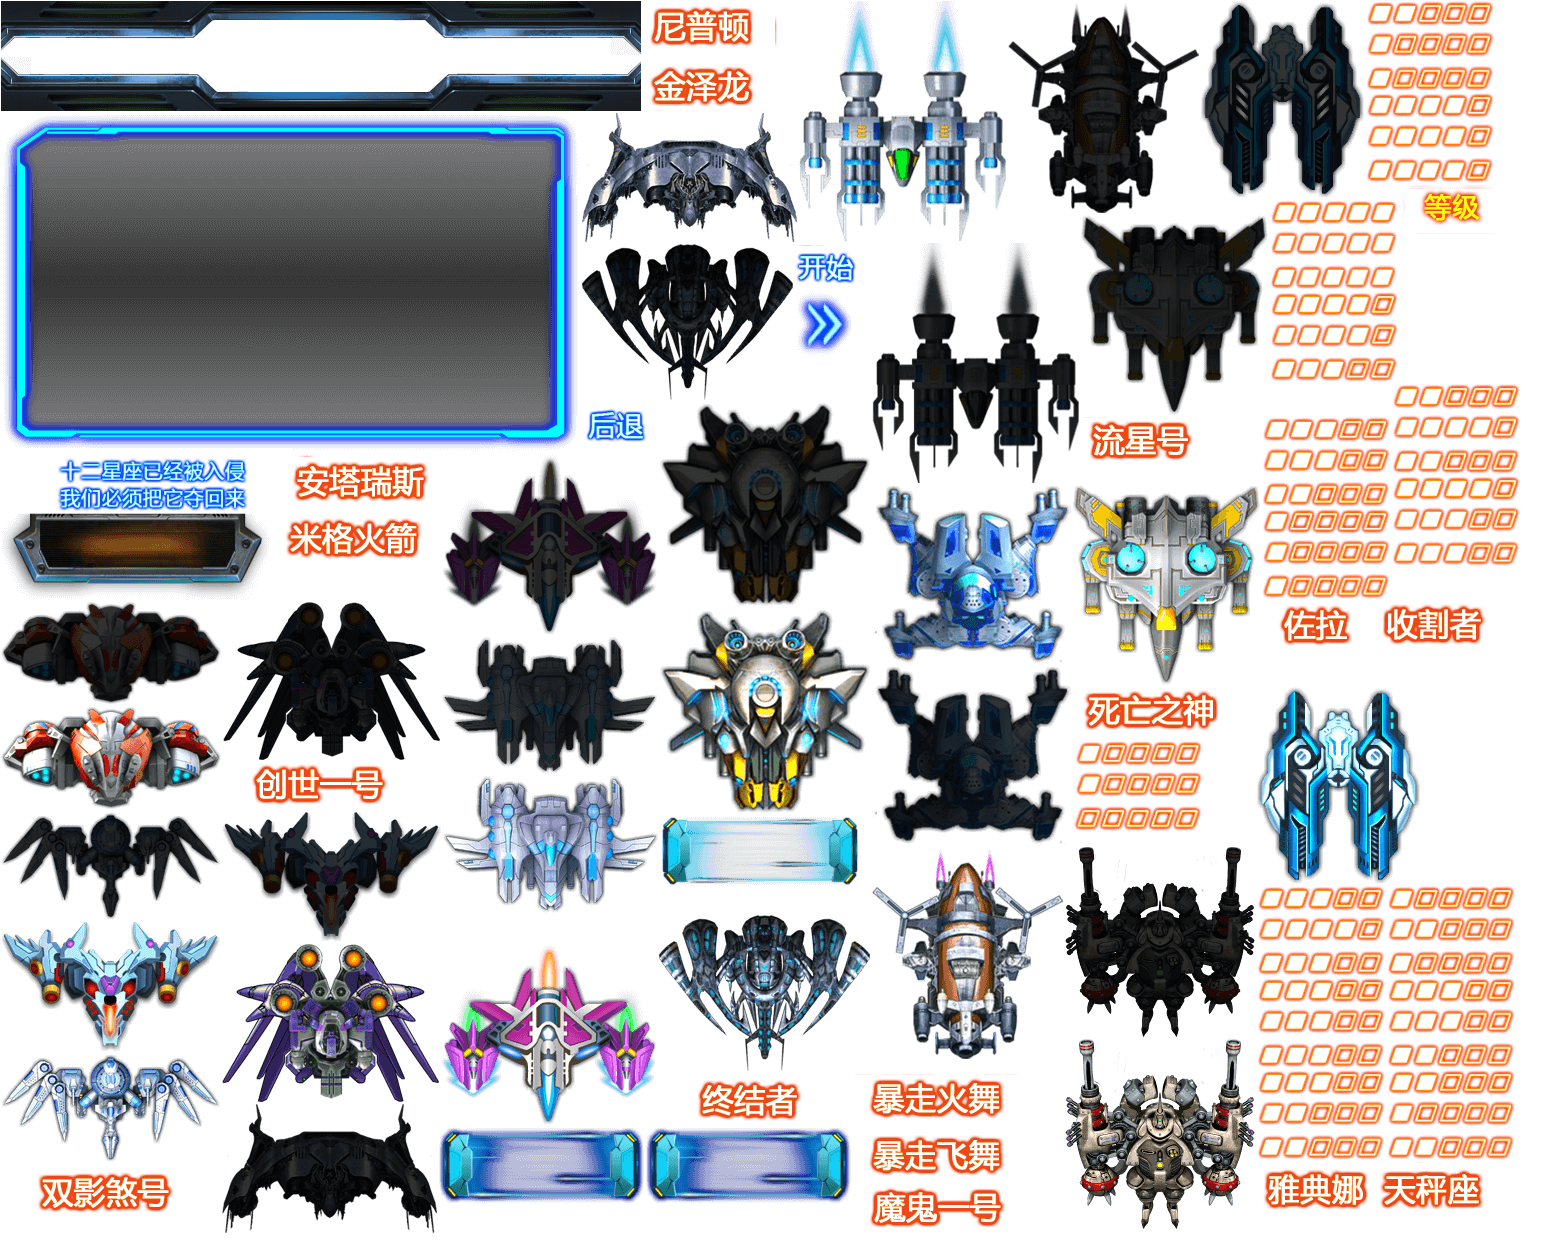 尼普顿
金泽龙
等级
开始
后退
流星号
十二星座已经被入侵
我们必须把它夺回来
安塔瑞斯
米格火箭
佐拉
收割者
死亡之神
创世一号
终结者
暴走火舞
暴走飞舞
魔鬼一号
双影煞号
雅典娜
天秤座